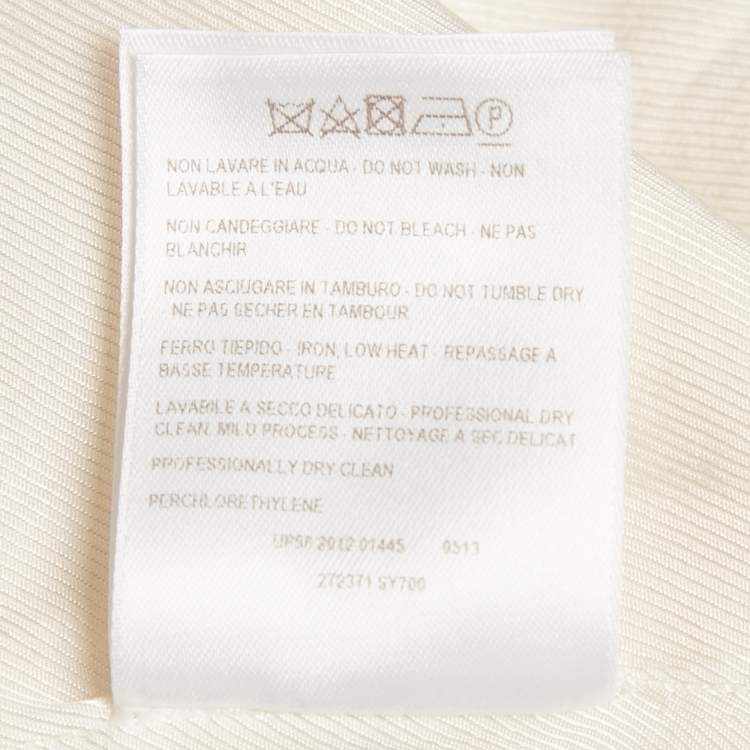 P
NON LAVARE IN ACQUA - DO NOT WASH - NON
LAVABLE A L'EAU
NON CANDEGGIARE - DO NOT BLEACH - NE PAS
BLANCHIR
NON ASCIUGARE IN TAMBURO - DO NOT TUMBLE DRY
NE PAS SECHER EN TAMBOUR
FERRO TIEPIDO - IRON, LOW HEAT - REPASSAGE A
BASSE TEMPERATURE
LAVABILE A SECCO DELICATO - PROFESSIONAL DRY
CLEAN, MILD PROCESS - NETTOYAGE A SEC DELICAT
PROFESSIONALLY DRY CLEAN
PERCHLORETHYLENE
2012 01445 0513
272371 SY700